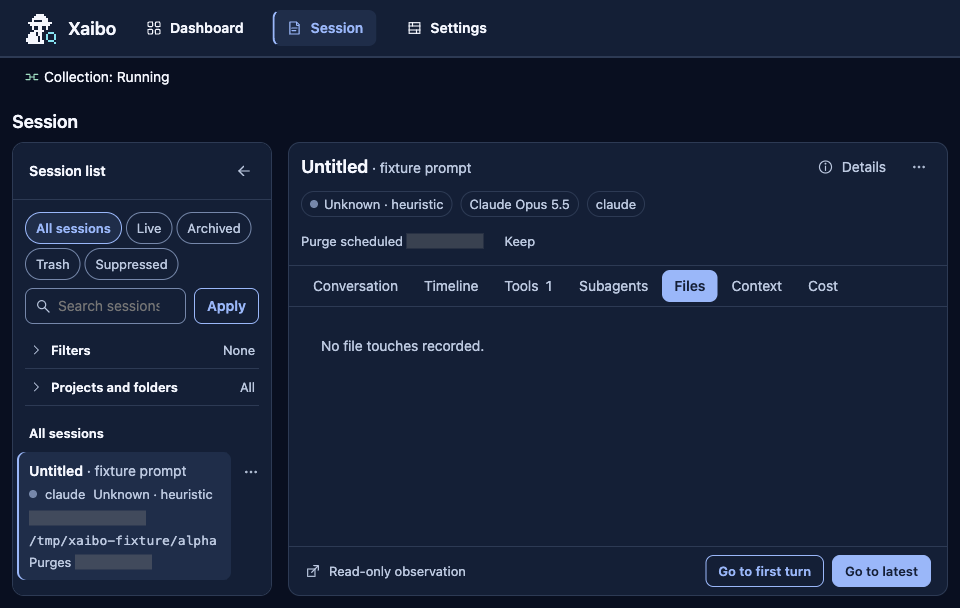 Xaibo Dashboard Session Settings
Collection: Running
Session
Session list
All sessions Live Archived
Trash Suppressed
Search sessions Apply
Filters None
Projects and folders All
All sessions
Untitled · fixture prompt
claude Unknown · heuristic
/tmp/xaibo-fixture/alpha
Purges
Untitled · fixture prompt Details
Unknown · heuristic Claude Opus 5.5 claude
Purge scheduled Keep
Conversation Timeline Tools 1 Subagents Files Context Cost
No file touches recorded.
Read-only observation Go to first turn Go to latest